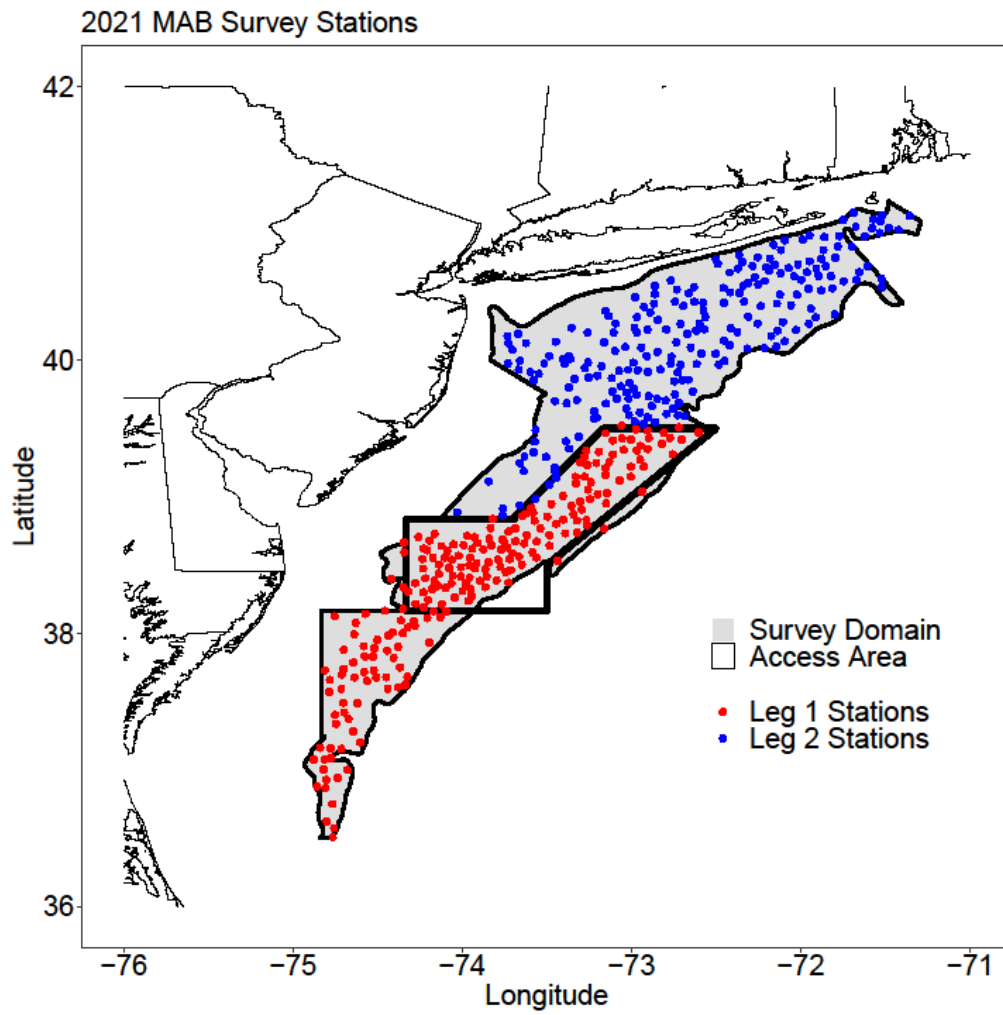 2021 MAB Survey Stations
42
40
38
36
Latitude
Survey Domain
Access Area
Leg 1 Stations
Leg 2 Stations
−76 −75 −74 −73 −72 −71
Longitude